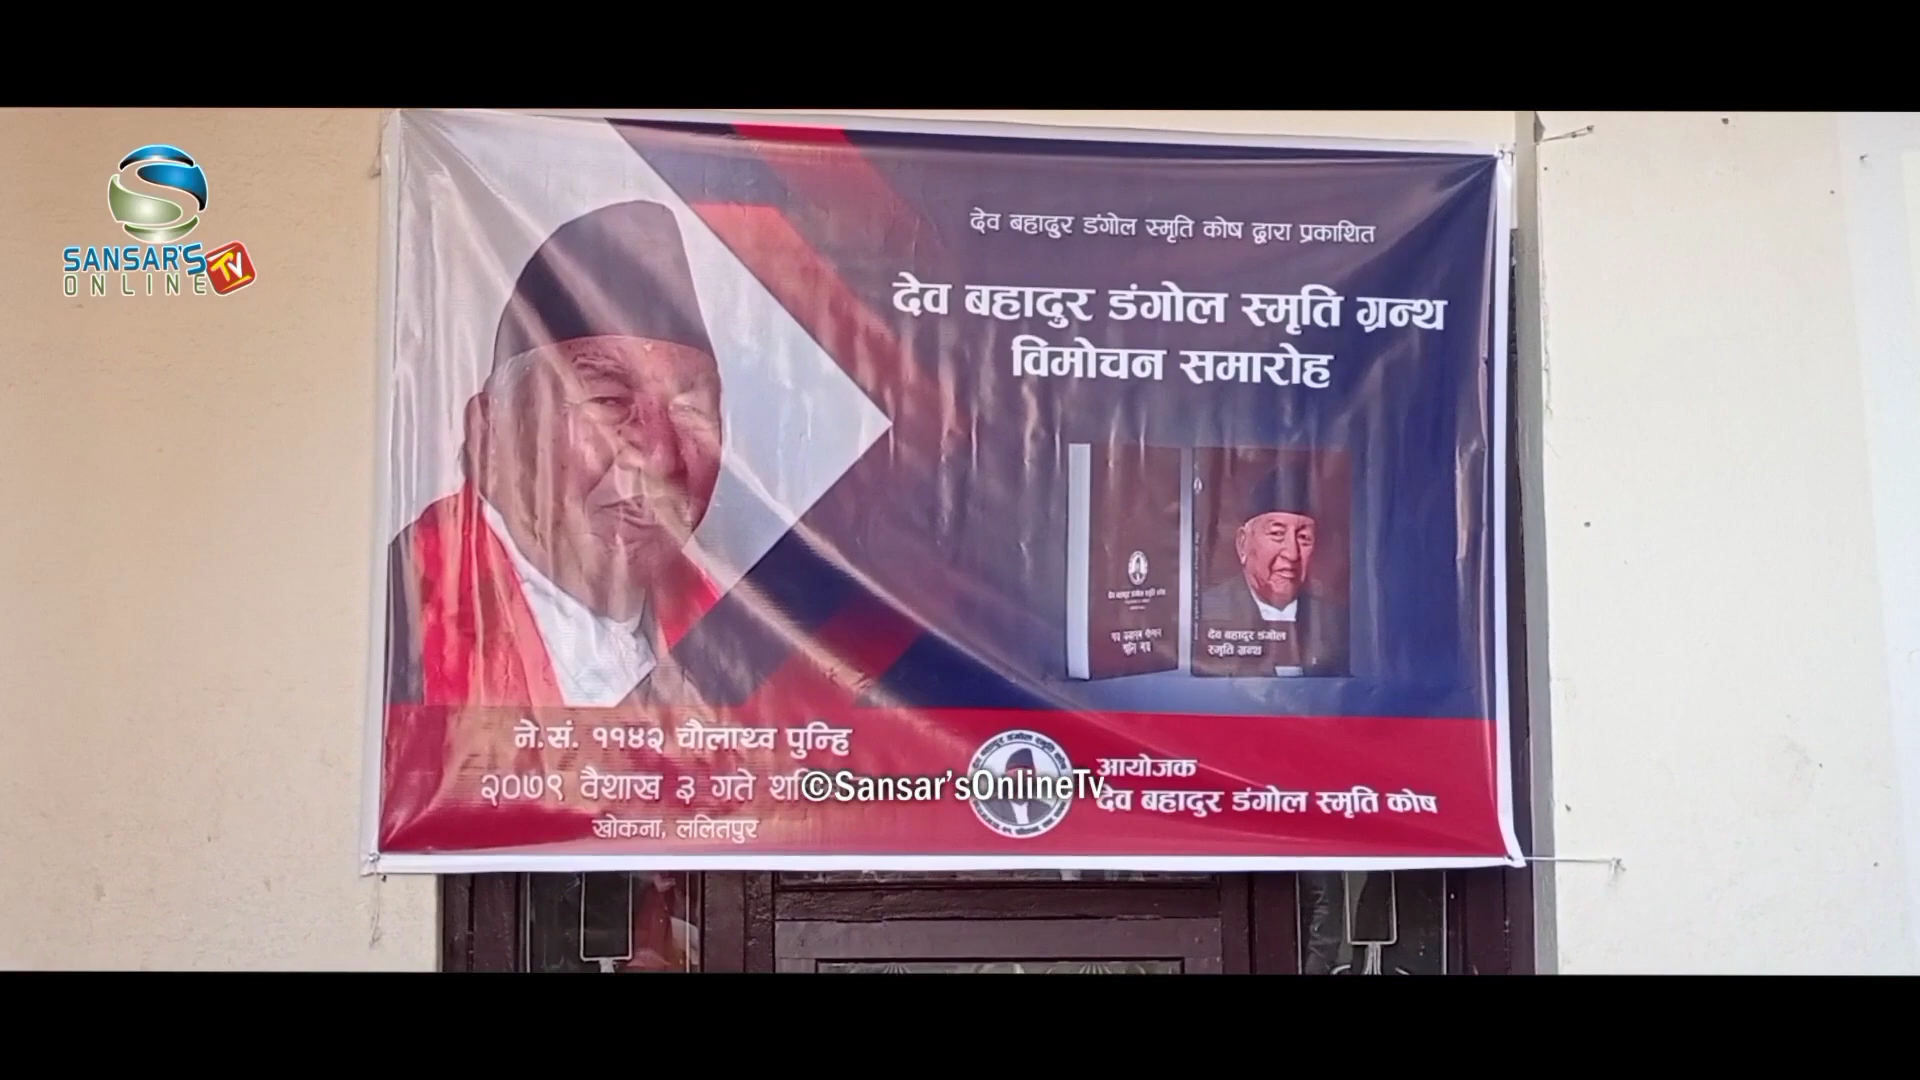 SANSAR'S
ONLINE TV
देव बहादुर डंगोल स्मृति कोष द्वारा प्रकाशित
देव बहादुर डंगोल स्मृति ग्रन्थ
विमोचन समारोह
देव बहादुर डंगोल
स्मृति ग्रन्थ
ने.सं. ११४२ चौलाथ्व पुन्हि
२०७९ वैशाख ३ गते
खोकना, ललितपुर
©Sansar'sOnlineTv
आयोजक
देव बहादुर डंगोल स्मृति कोष